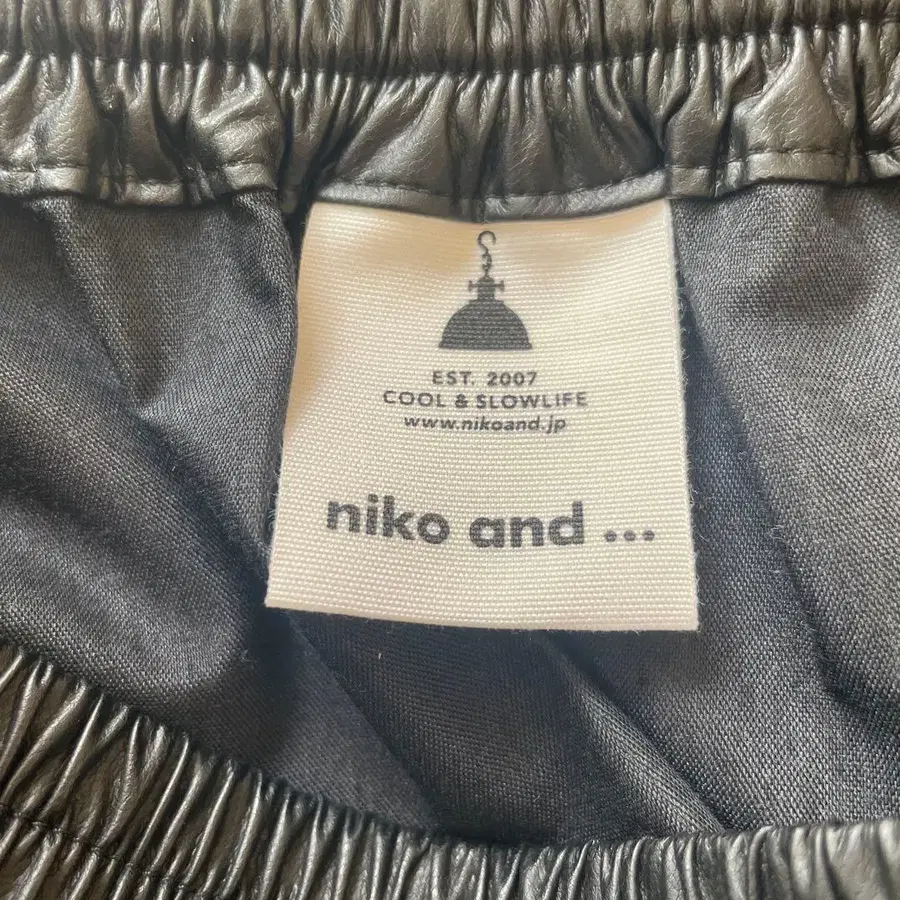 EST. 2007
COOL & SLOWLIFE
www.nikoand.jp
niko and ...